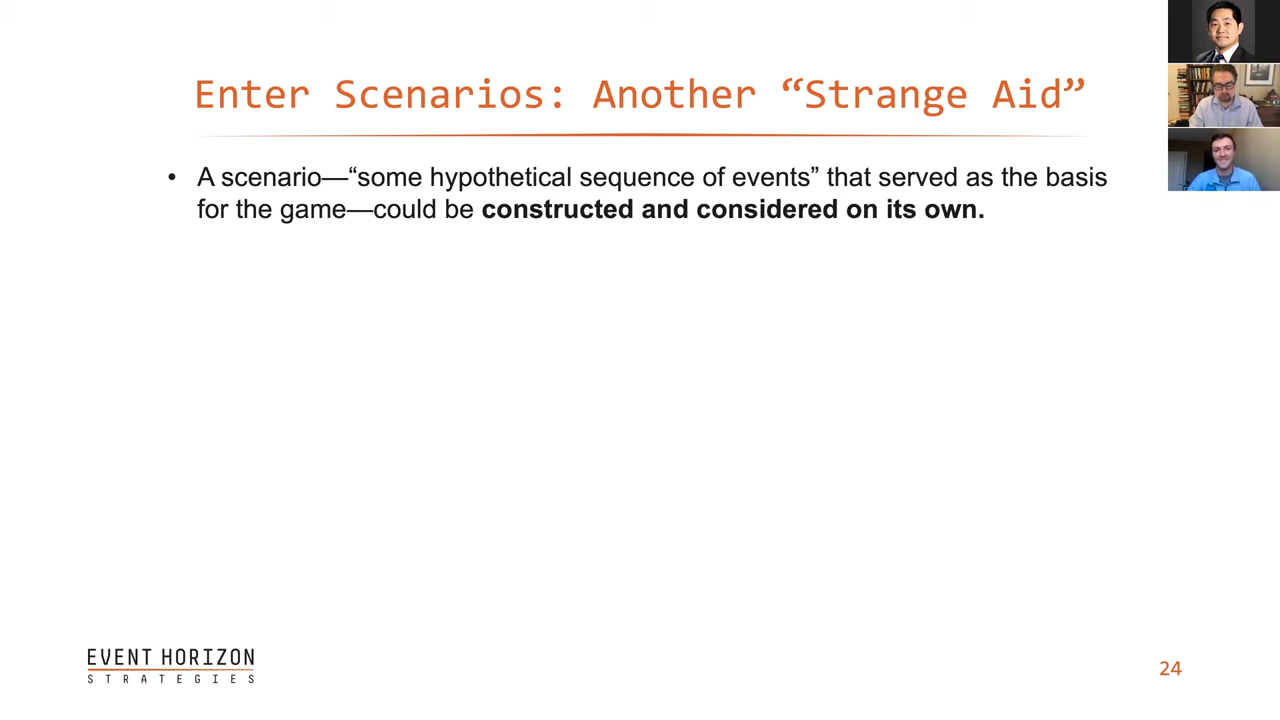 Enter Scenarios: Another “Strange Aid”
• A scenario—“some hypothetical sequence of events” that served as the basis
for the game—could be constructed and considered on its own.
EVENT HORIZON
STRATEGIES
24